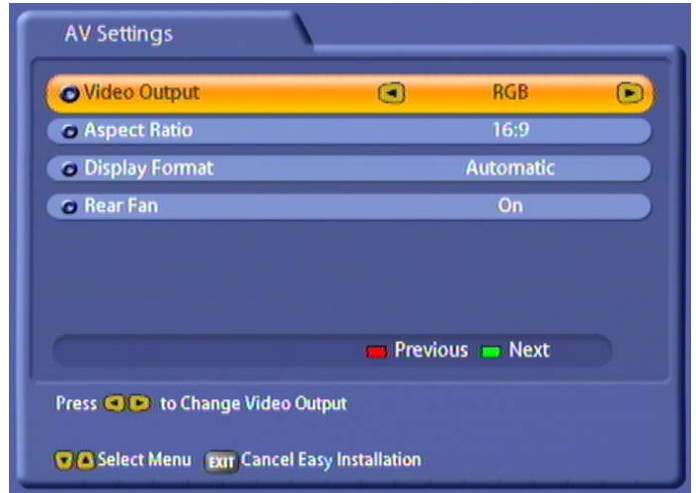 AV Settings
Video Output RGB
Aspect Ratio 16:9
Display Format Automatic
Rear Fan On
Previous Next
Press to Change Video Output
Select Menu EXIT Cancel Easy Installation